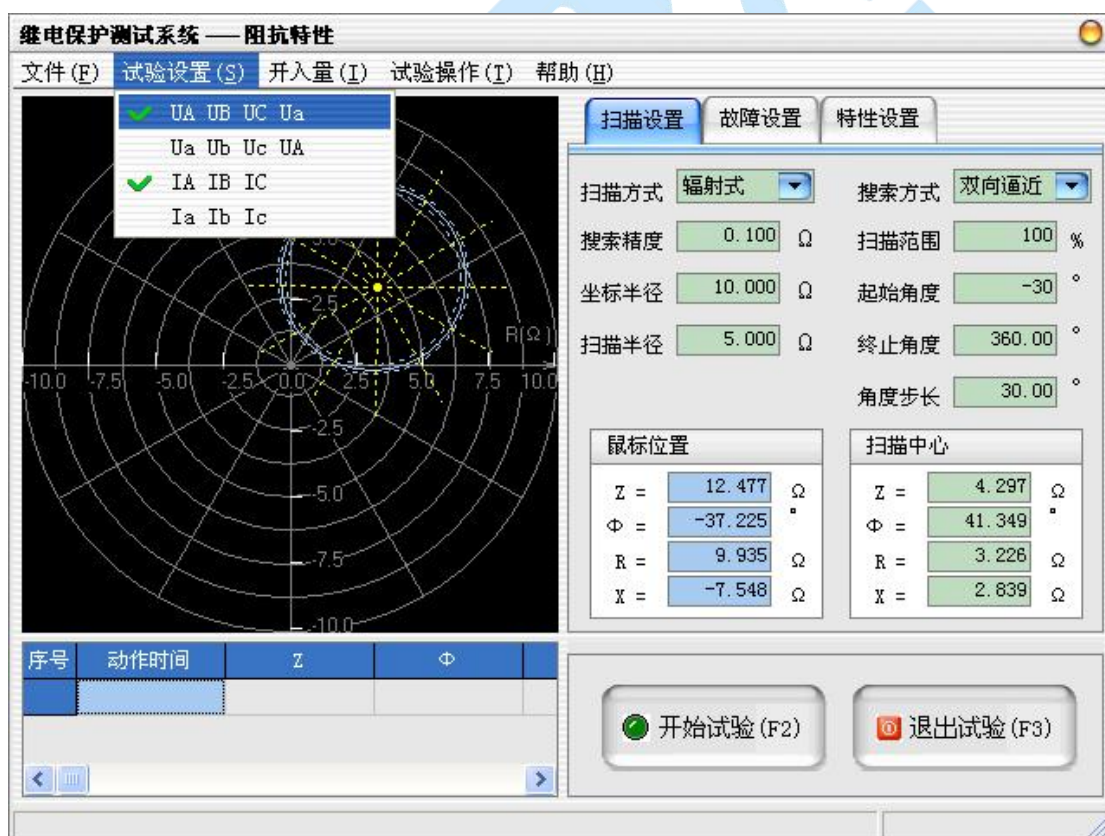 继电保护测试系统 —— 阻抗特性
文件(F) 试验设置(S) 开入量(I) 试验操作(T) 帮助(H)
UA UB UC Ua
Ua Ub Uc UA
IA IB IC
Ia Ib Ic
5.0
2.5
R(Ω)
-10.0 -7.5 -5.0 -2.5 0.0 2.5 5.0 7.5 10.0
-2.5
-5.0
-7.5
-10.0
扫描设置 故障设置 特性设置
扫描方式 辐射式 搜索方式 双向逼近
搜索精度 0.100 Ω 扫描范围 100 %
坐标半径 10.000 Ω 起始角度 -30 °
扫描半径 5.000 Ω 终止角度 360.00 °
角度步长 30.00 °
鼠标位置 扫描中心
Z = 12.477 Ω Z = 4.297 Ω
Φ = -37.225 ° Φ = 41.349 °
R = 9.935 Ω R = 3.226 Ω
X = -7.548 Ω X = 2.839 Ω
序号 动作时间 Z Φ
开始试验(F2) 退出试验(F3)